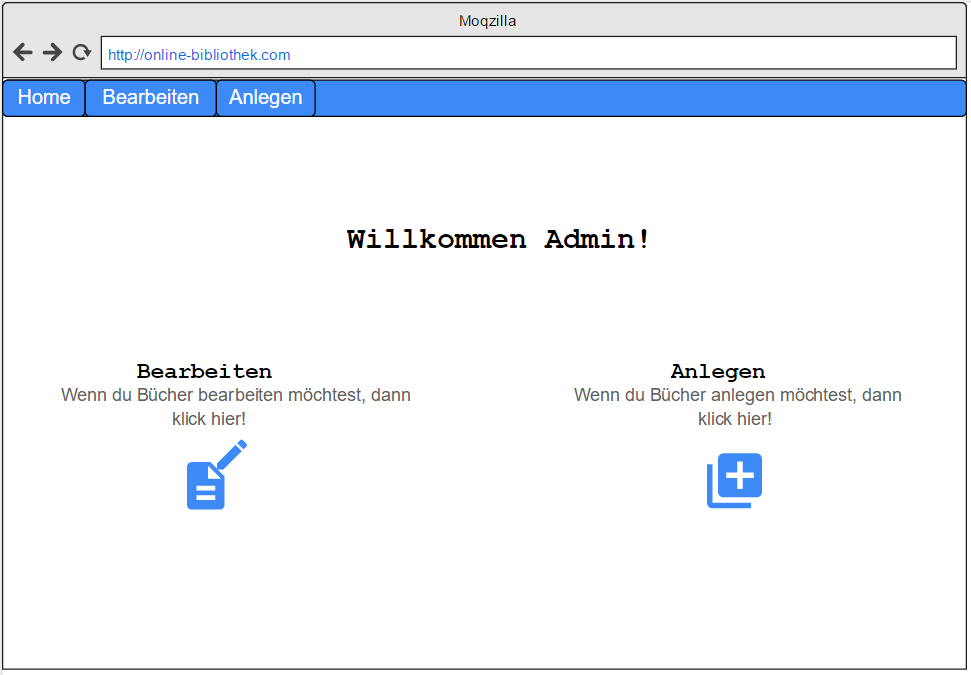 Moqzilla
http://online-bibliothek.com
Home Bearbeiten Anlegen
Willkommen Admin!
Bearbeiten
Wenn du Bücher bearbeiten möchtest, dann
klick hier!
Anlegen
Wenn du Bücher anlegen möchtest, dann
klick hier!